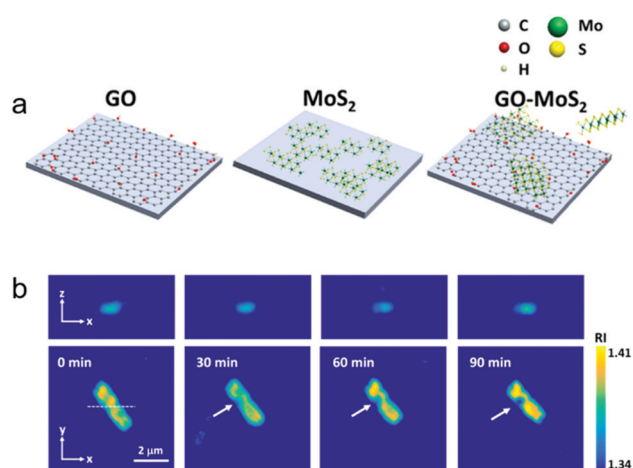 C Mo
O S
H
a
GO MoS₂ GO-MoS₂
b
z
x
RI
0 min 30 min 60 min 90 min
1.41
y
x
2 μm
1.34